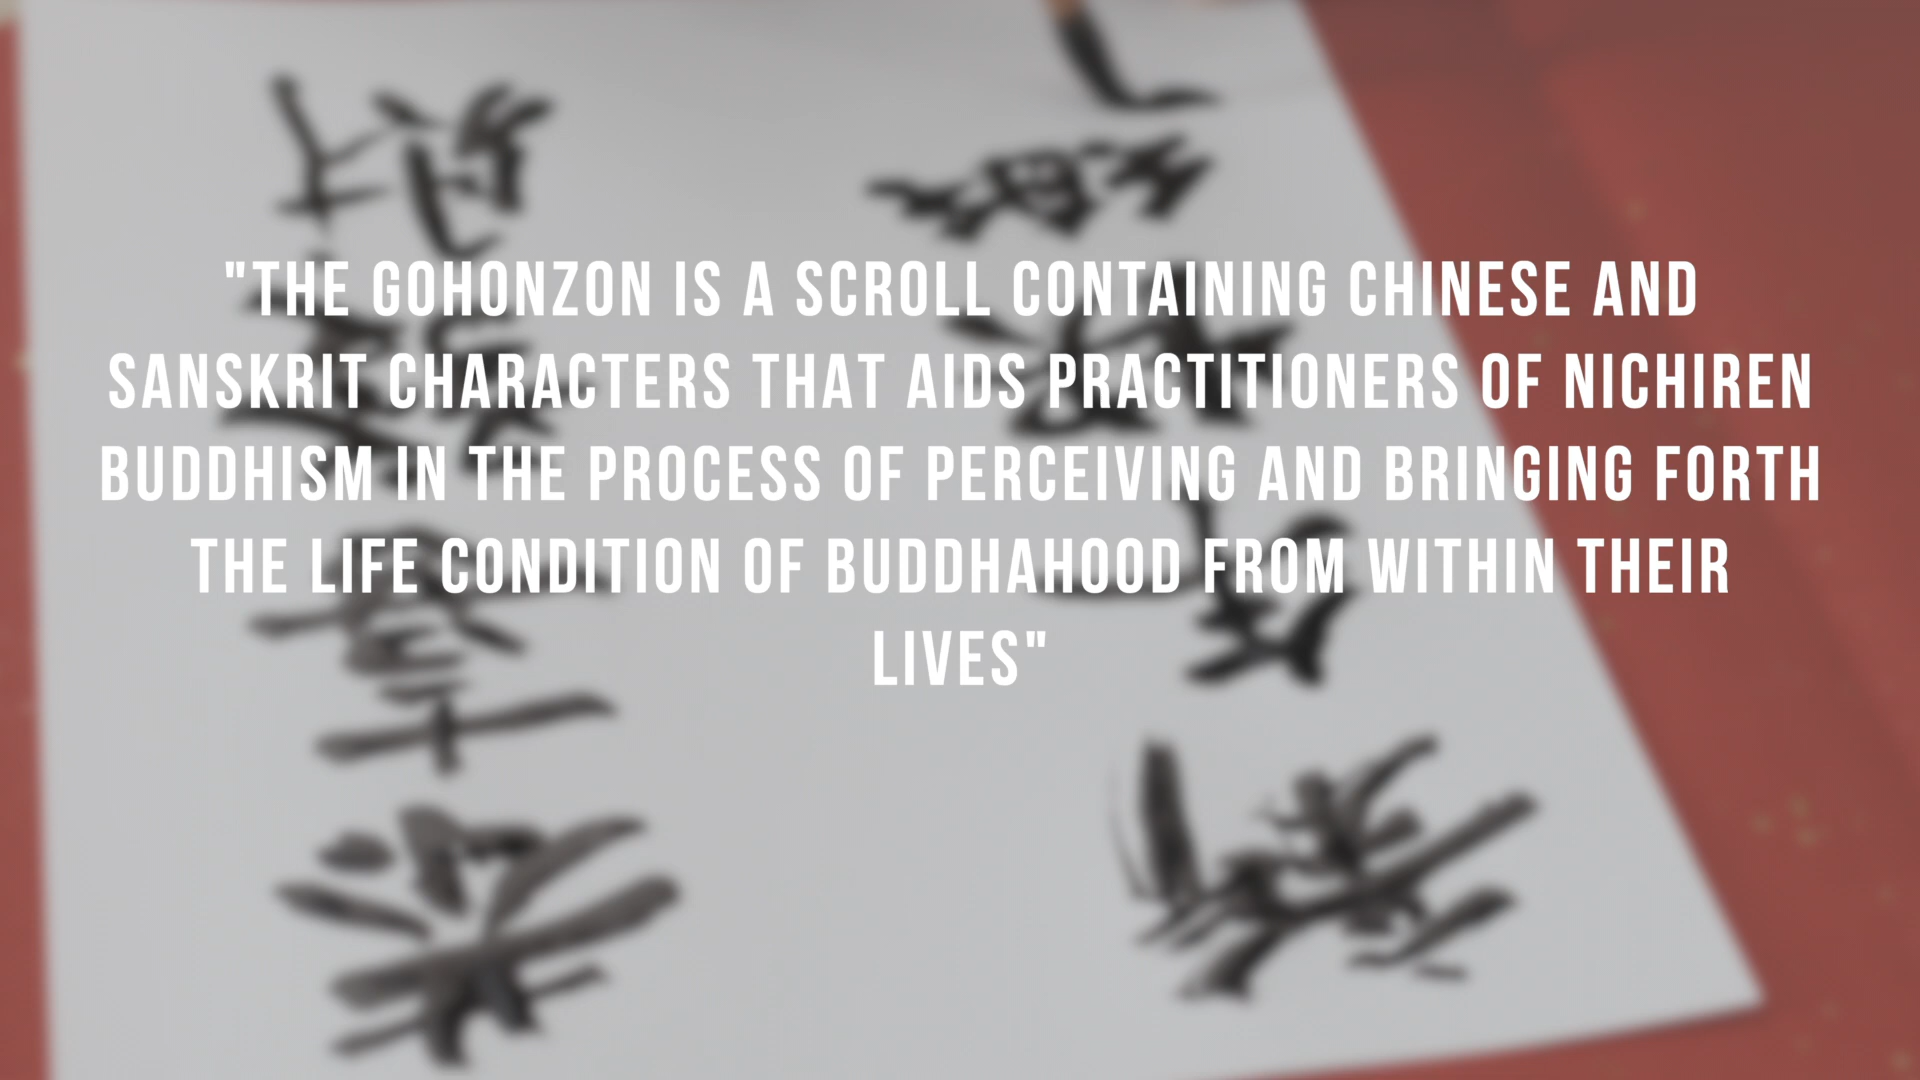 "THE GOHONZON IS A SCROLL CONTAINING CHINESE AND
SANSKRIT CHARACTERS THAT AIDS PRACTITIONERS OF NICHIREN
BUDDHISM IN THE PROCESS OF PERCEIVING AND BRINGING FORTH
THE LIFE CONDITION OF BUDDHAHOOD FROM WITHIN THEIR
LIVES"